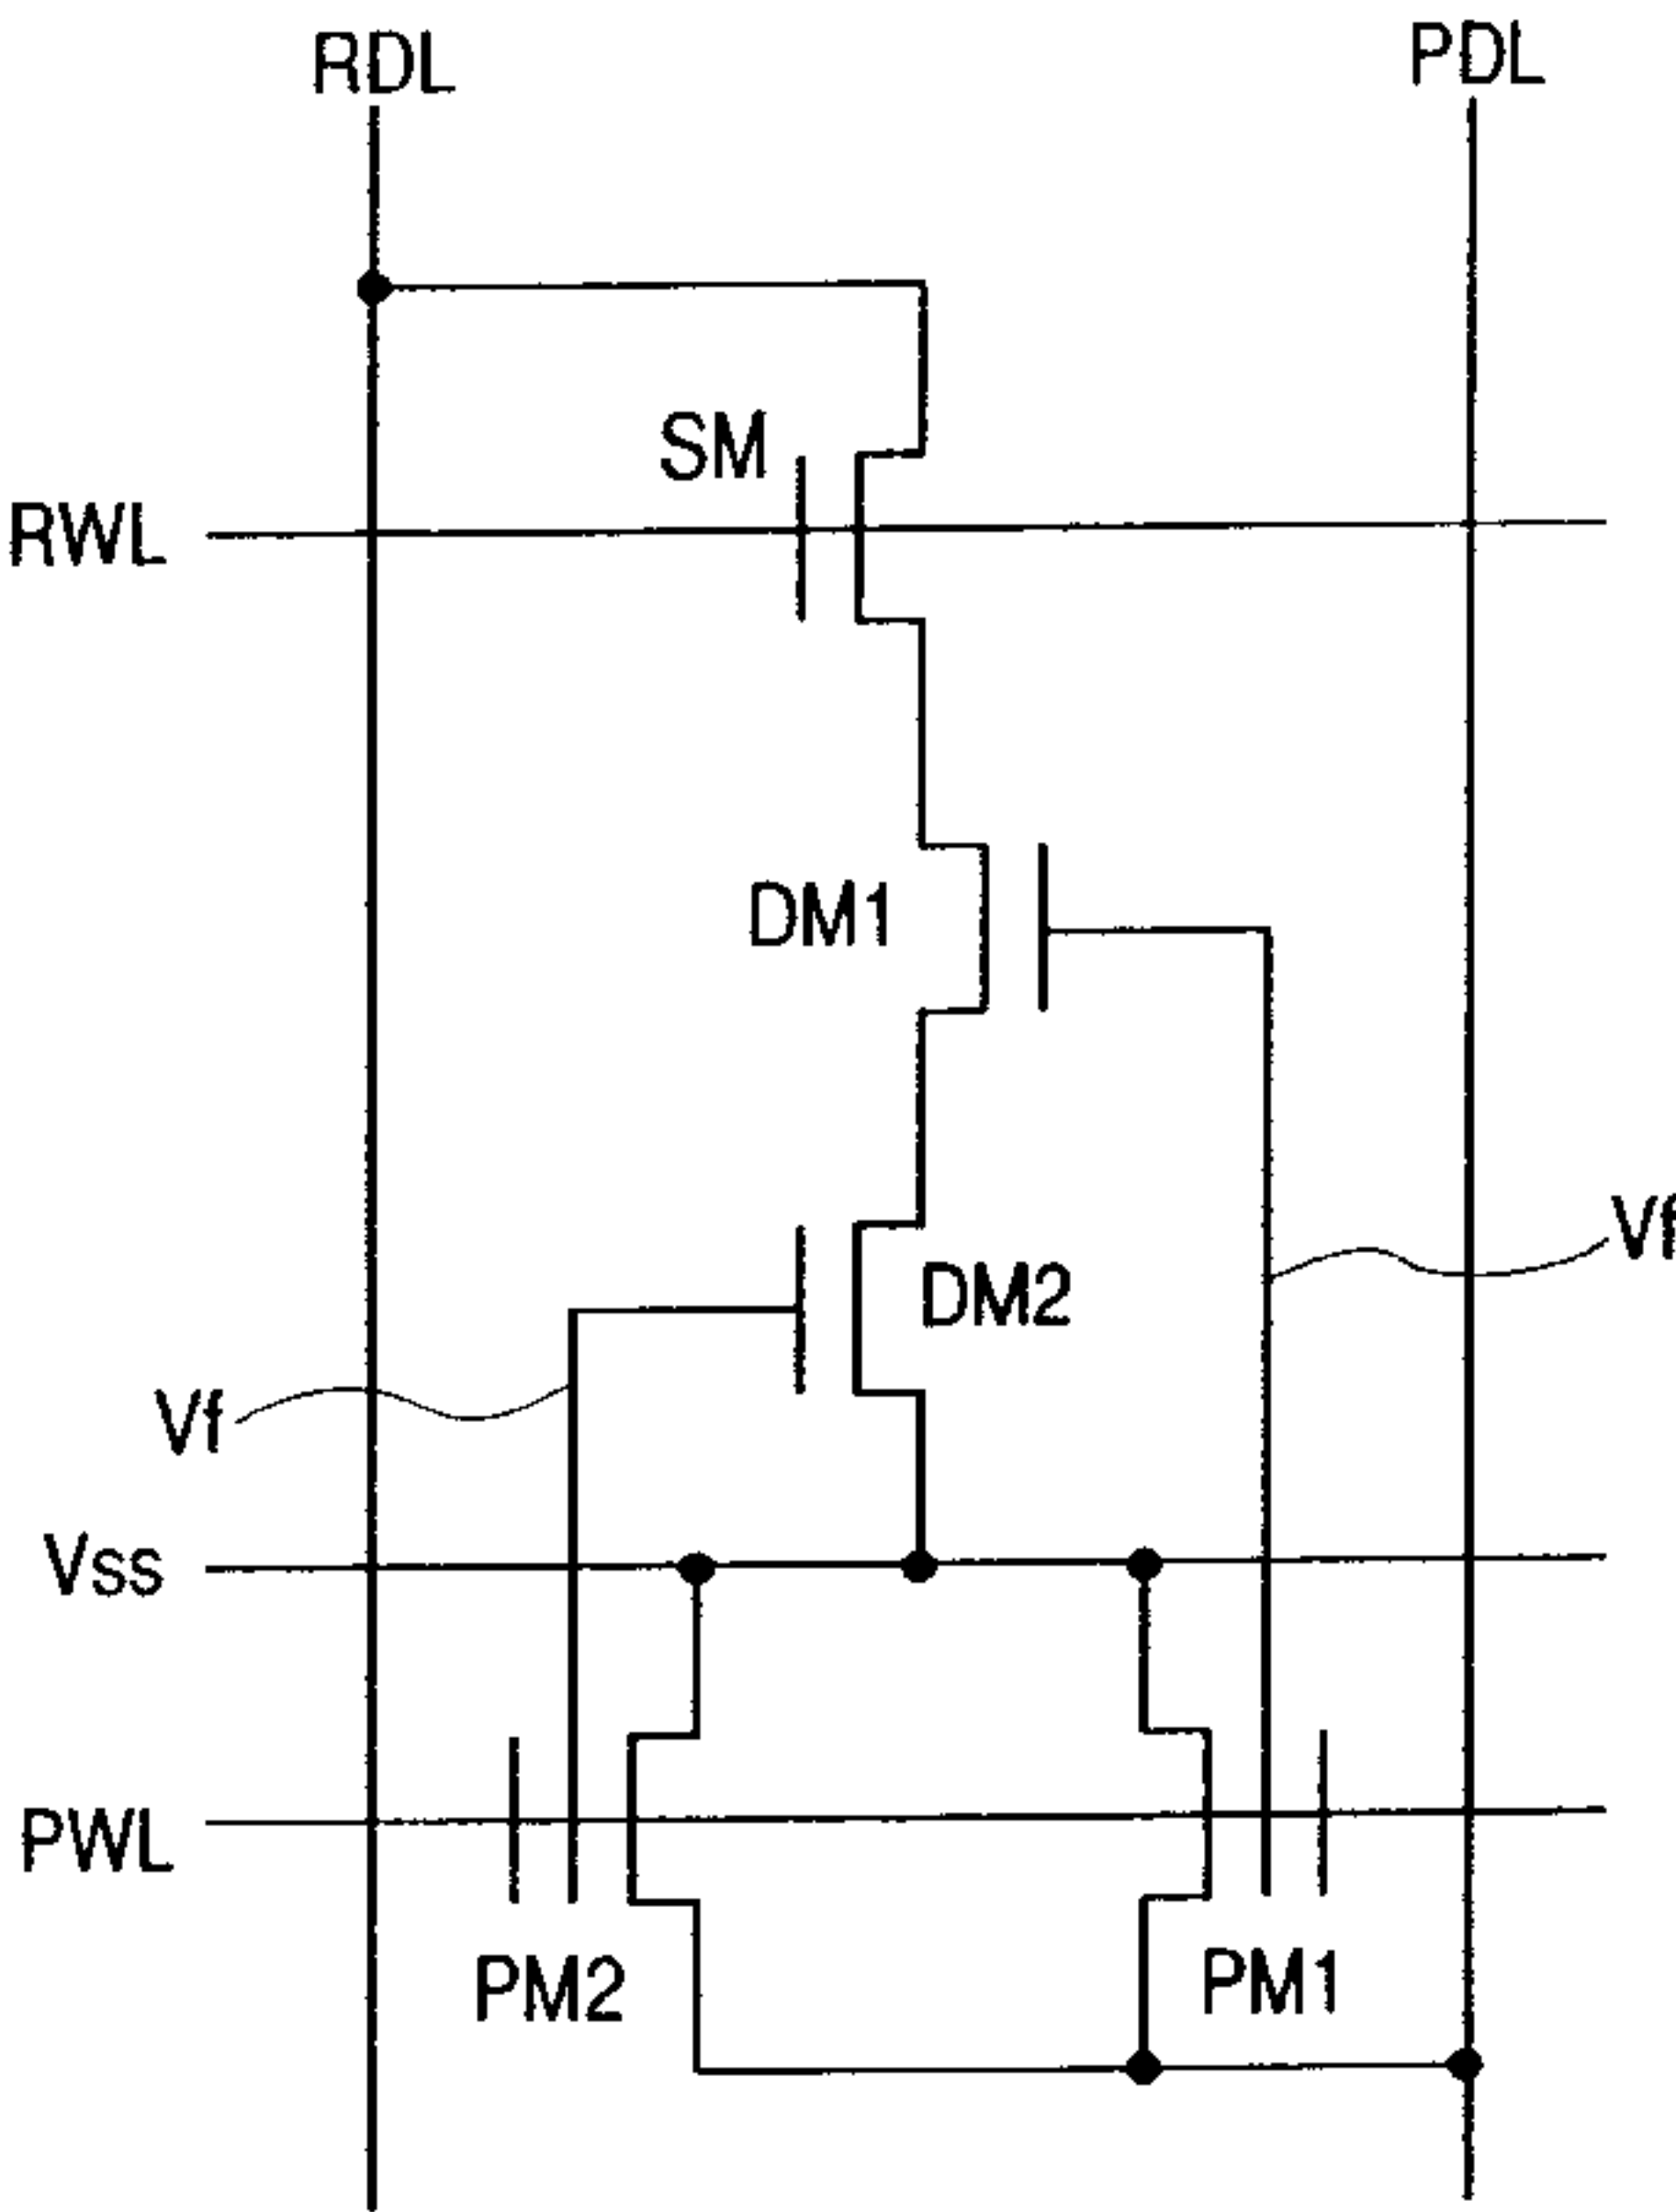 RDL
PDL
SM
RWL
DM1
Vf
DM2
Vf
Vss
PWL
PM2
PM1